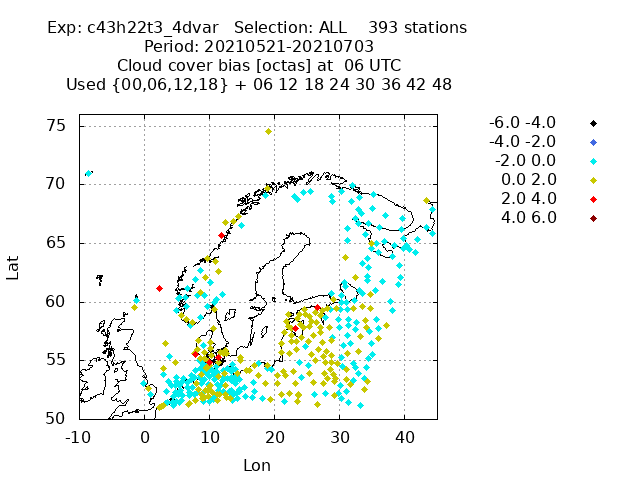 Exp: c43h22t3_4dvar   Selection: ALL    393 stations
Period: 20210521-20210703
Cloud cover bias [octas] at  06 UTC
Used {00,06,12,18} + 06 12 18 24 30 36 42 48
-6.0 -4.0
-4.0 -2.0
-2.0 0.0
0.0 2.0
2.0 4.0
4.0 6.0
75
70
65
60
55
50
Lat
-10 0 10 20 30 40
Lon